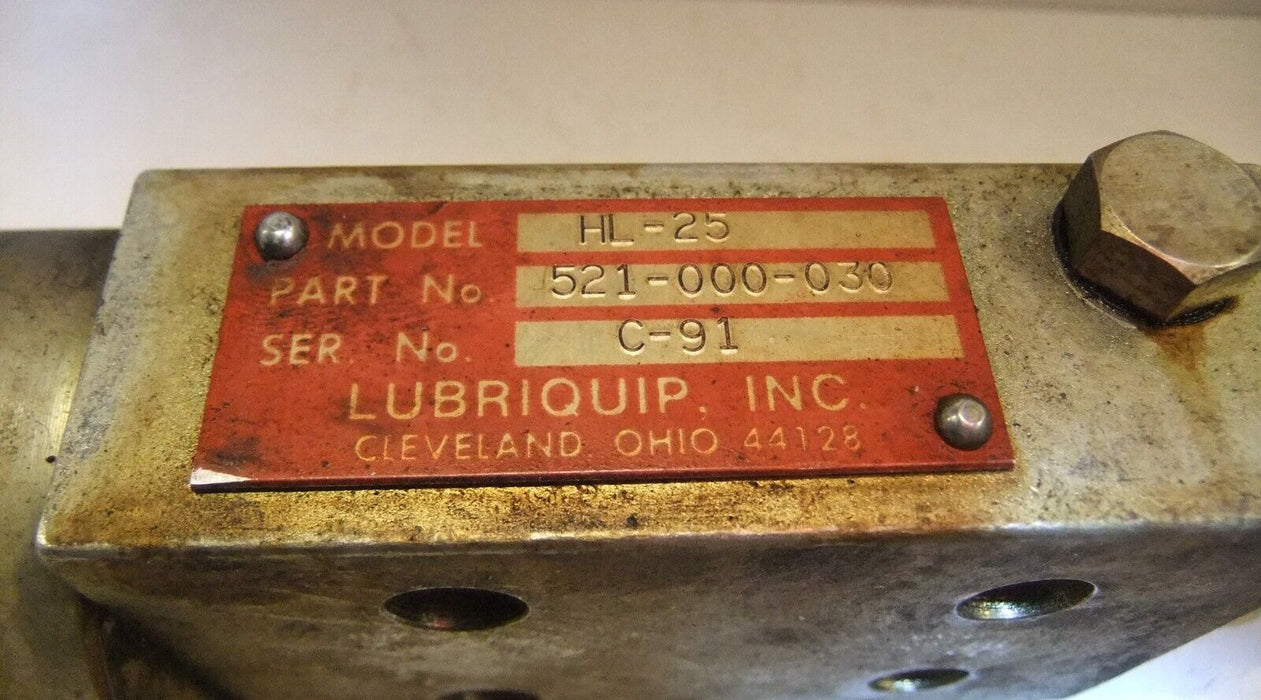 MODEL HL-25
PART No. 521-000-030
SER. No. C-91
LUBRIQUIP, INC.
CLEVELAND, OHIO 44128